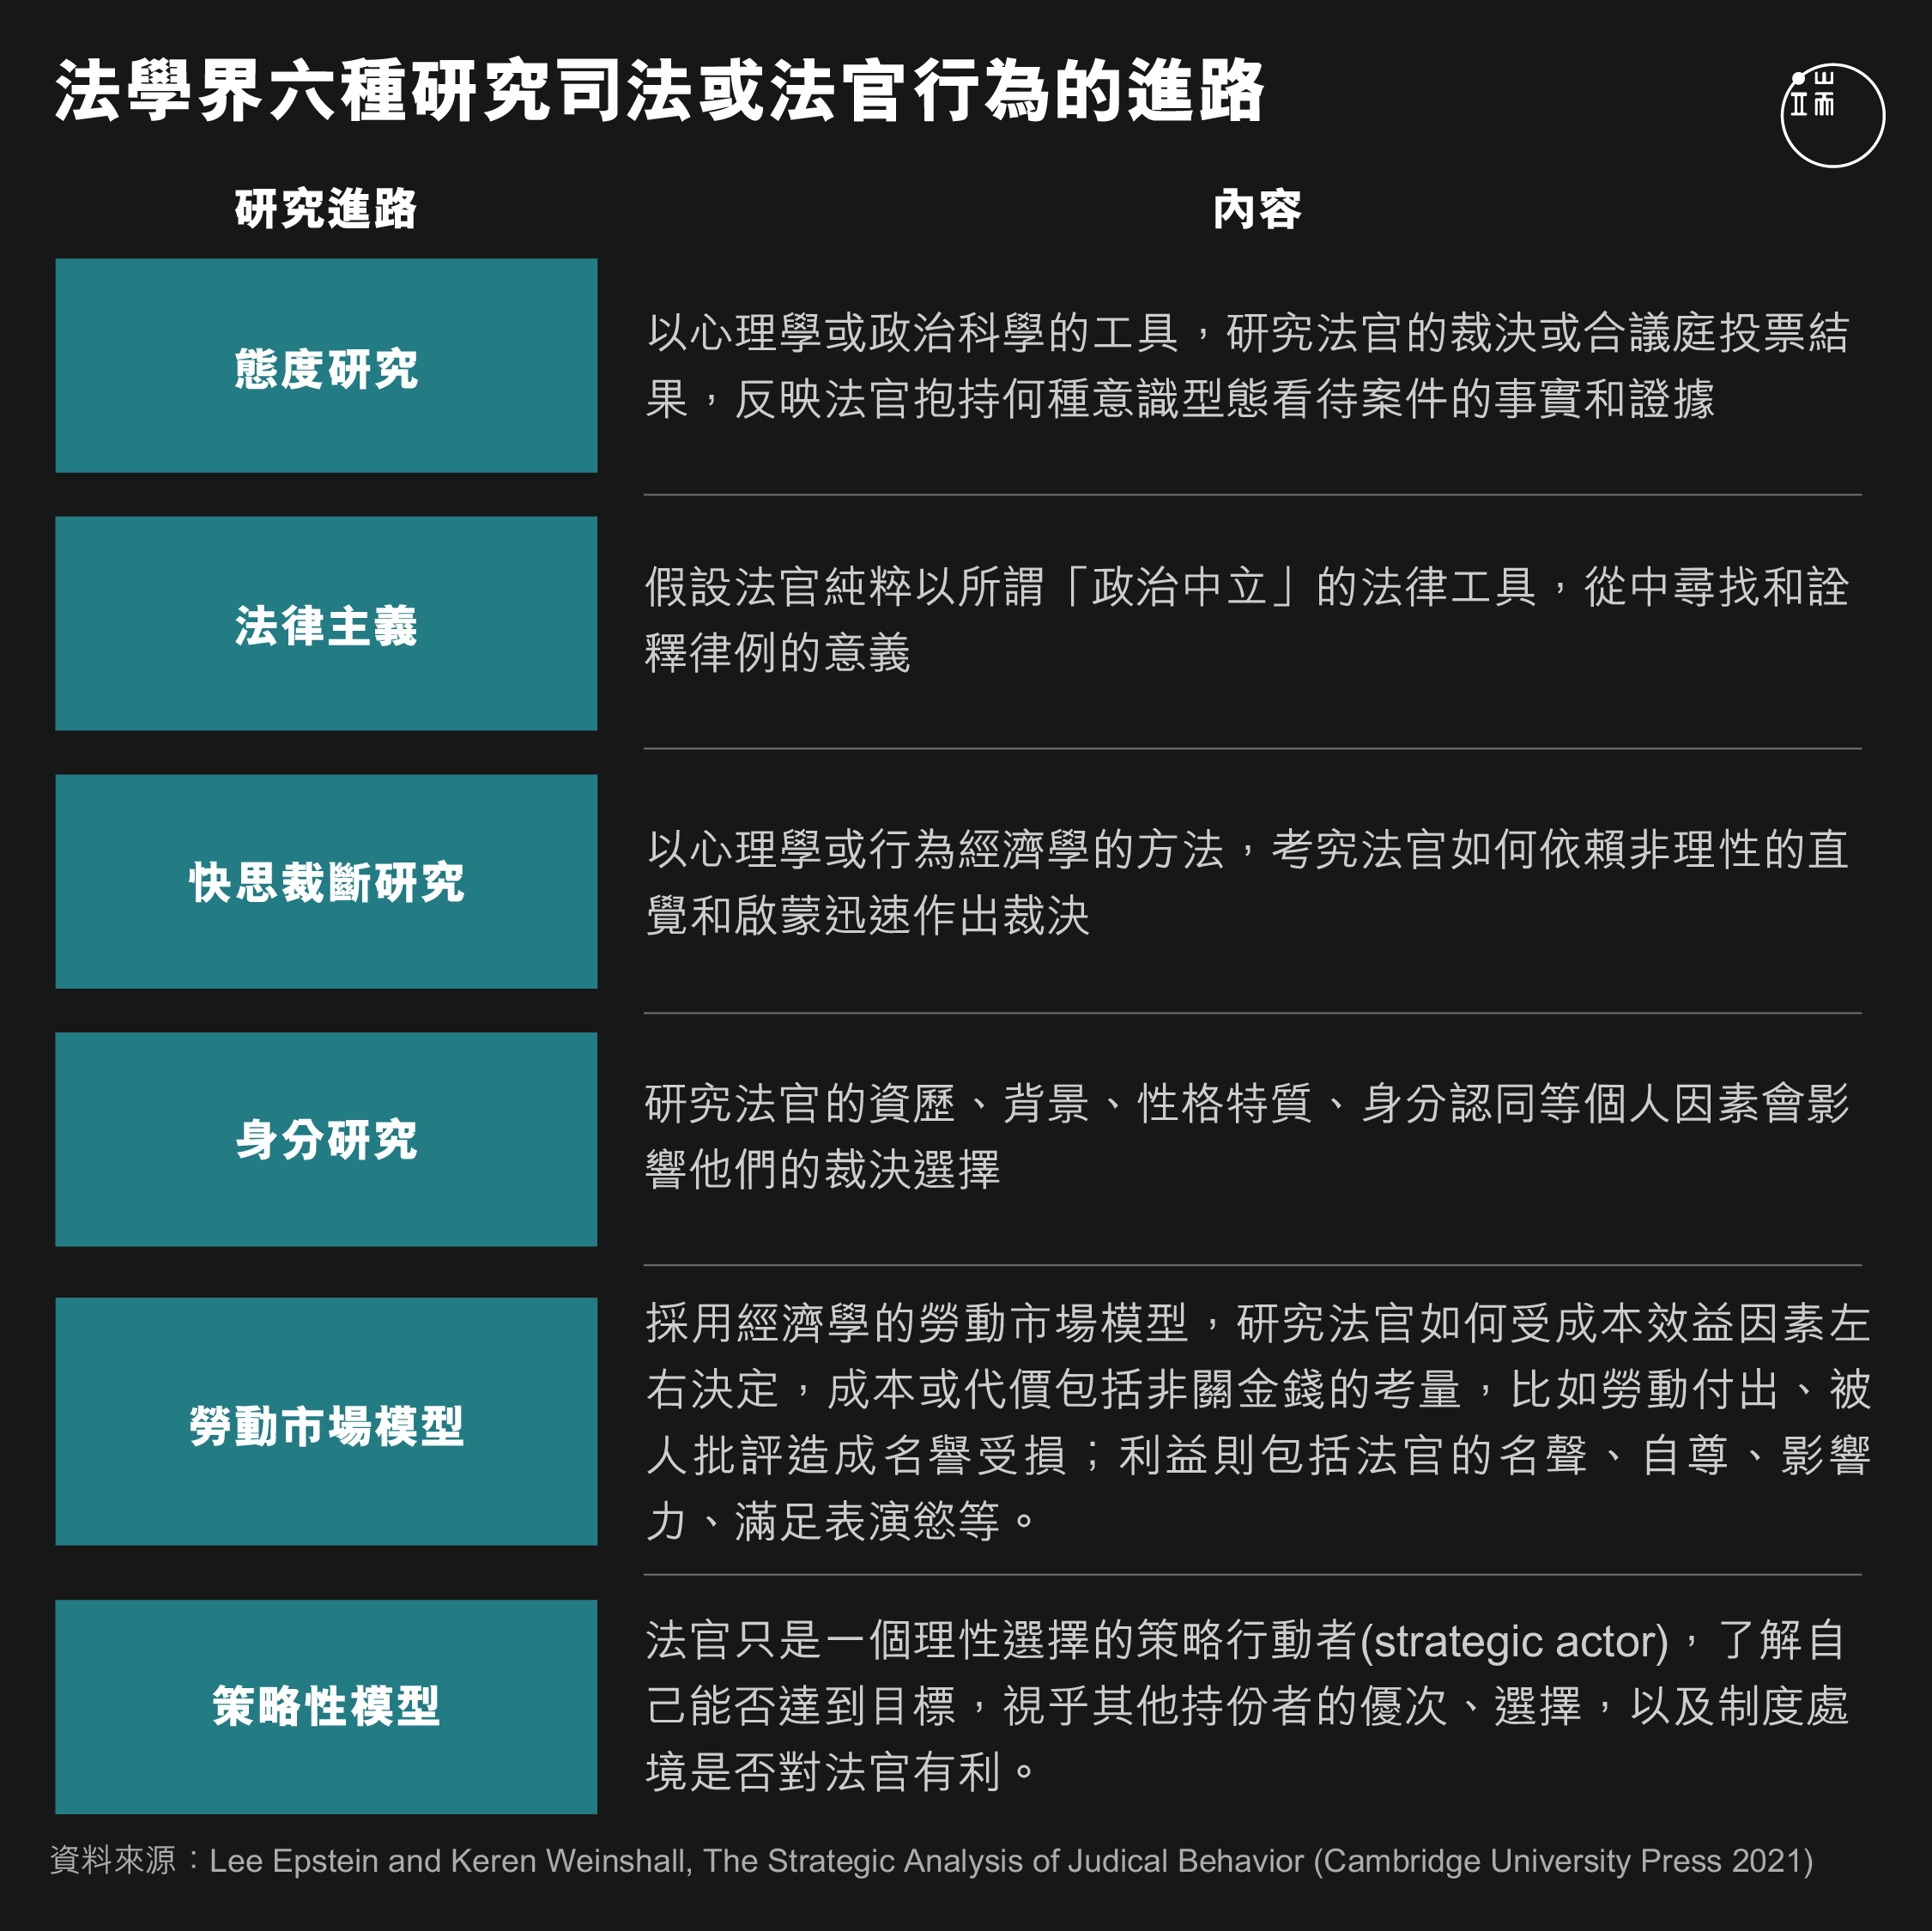 法學界六種研究司法或法官行為的進路
端
研究進路
內容
態度研究
以心理學或政治科學的工具，研究法官的裁決或合議庭投票結
果，反映法官抱持何種意識型態看待案件的事實和證據
法律主義
假設法官純粹以所謂「政治中立」的法律工具，從中尋找和詮
釋律例的意義
快思裁斷研究
以心理學或行為經濟學的方法，考究法官如何依賴非理性的直
覺和啟蒙迅速作出裁決
身分研究
研究法官的資歷、背景、性格特質、身分認同等個人因素會影
響他們的裁決選擇
勞動市場模型
採用經濟學的勞動市場模型，研究法官如何受成本效益因素左
右決定，成本或代價包括非關金錢的考量，比如勞動付出、被
人批評造成名譽受損；利益則包括法官的名聲、自尊、影響
力、滿足表演慾等。
策略性模型
法官只是一個理性選擇的策略行動者(strategic actor)，了解自
己能否達到目標，視乎其他持份者的優次、選擇，以及制度處
境是否對法官有利。
資料來源：Lee Epstein and Keren Weinshall, The Strategic Analysis of Judical Behavior (Cambridge University Press 2021)